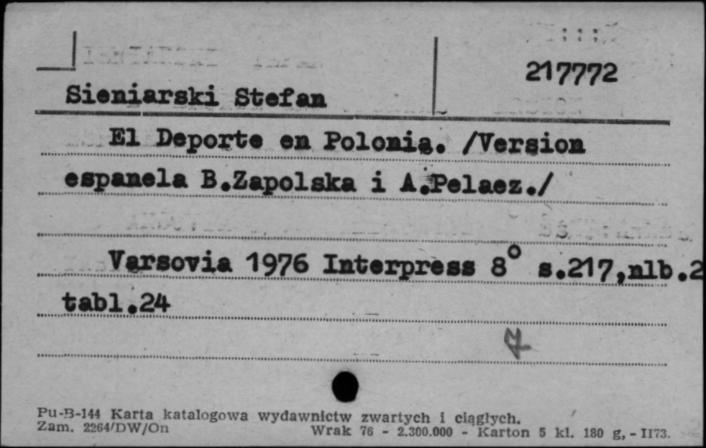 217772
Sieniarski Stefan
El Deporte en Polonia. /Version
espanela B.Zapolska i A.Pelaez./
Varsovia 1976 Interpress 8° s.217,nlb.2
tabl.24
Pu-B-144 Karta katalogowa wydawnictw zwartych i ciągłych.
Zam. 2264/DW/On Wrak 76 - 2.300.000 - Karton 5 kl. 180 g. - II73.